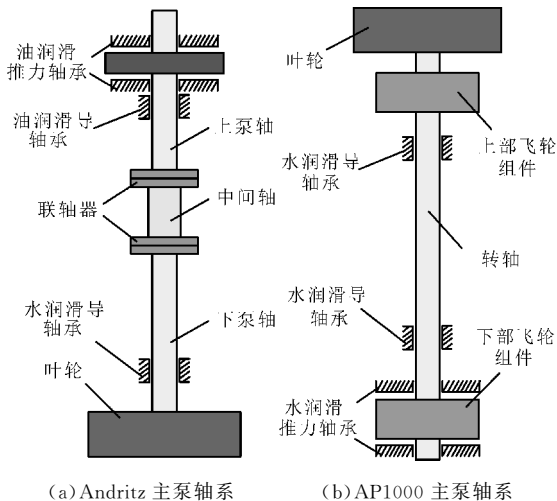 油润滑
推力轴承
油润滑导
轴承
上泵轴
联轴器
中间轴
水润滑导
轴承
下泵轴
叶轮
(a)Andritz 主泵轴系
叶轮
上部飞轮
组件
水润滑导
轴承
转轴
水润滑导
轴承
下部飞轮
组件
水润滑
推力轴承
(b)AP1000 主泵轴系